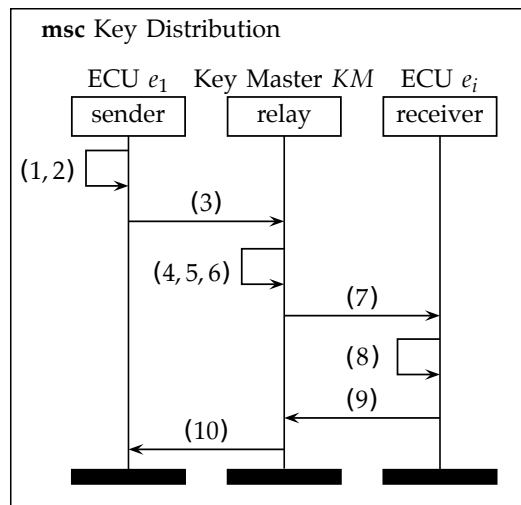 msc Key Distribution
ECU e₁ Key Master KM ECU eᵢ
sender relay receiver
(1, 2)
(3)
(4, 5, 6)
(7)
(8)
(9)
(10)